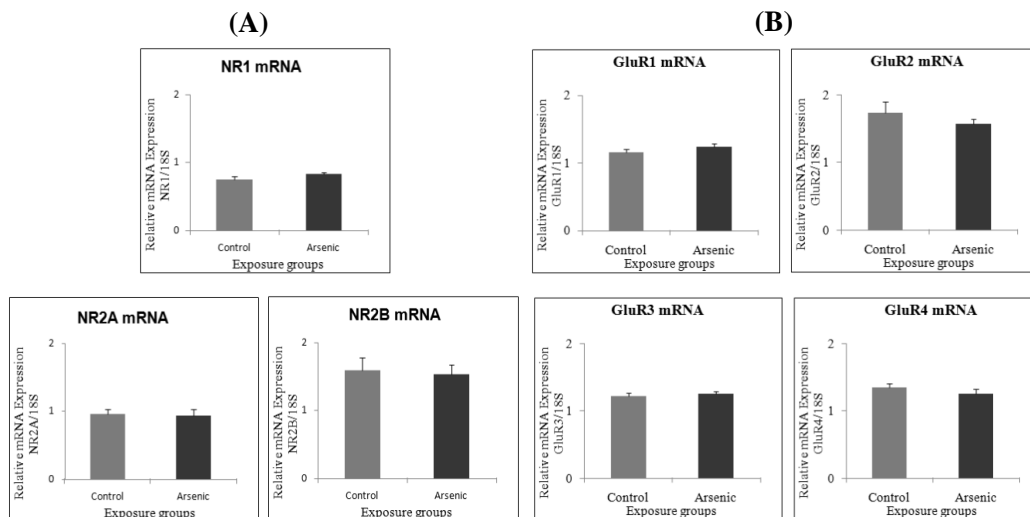 (A)
NR1 mRNA
Relative mRNA Expression
NR1/18S
2
1
0
Control Arsenic
Exposure groups
NR2A mRNA
Relative mRNA Expression
NR2A/18S
2
1
0
Control Arsenic
Exposure groups
NR2B mRNA
Relative mRNA Expression
NR2B/18S
2
1
0
Control Arsenic
Exposure groups
(B)
GluR1 mRNA
Relative mRNA Expression
GluR1/18S
2
1
0
Control Arsenic
Exposure groups
GluR2 mRNA
Relative mRNA Expression
GluR2/18S
2
1
0
Control Arsenic
Exposure groups
GluR3 mRNA
Relative mRNA Expression
GluR3/18S
2
1
0
Control Arsenic
Exposure groups
GluR4 mRNA
Relative mRNA Expression
GluR4/18S
2
1
0
Control Arsenic
Exposure groups